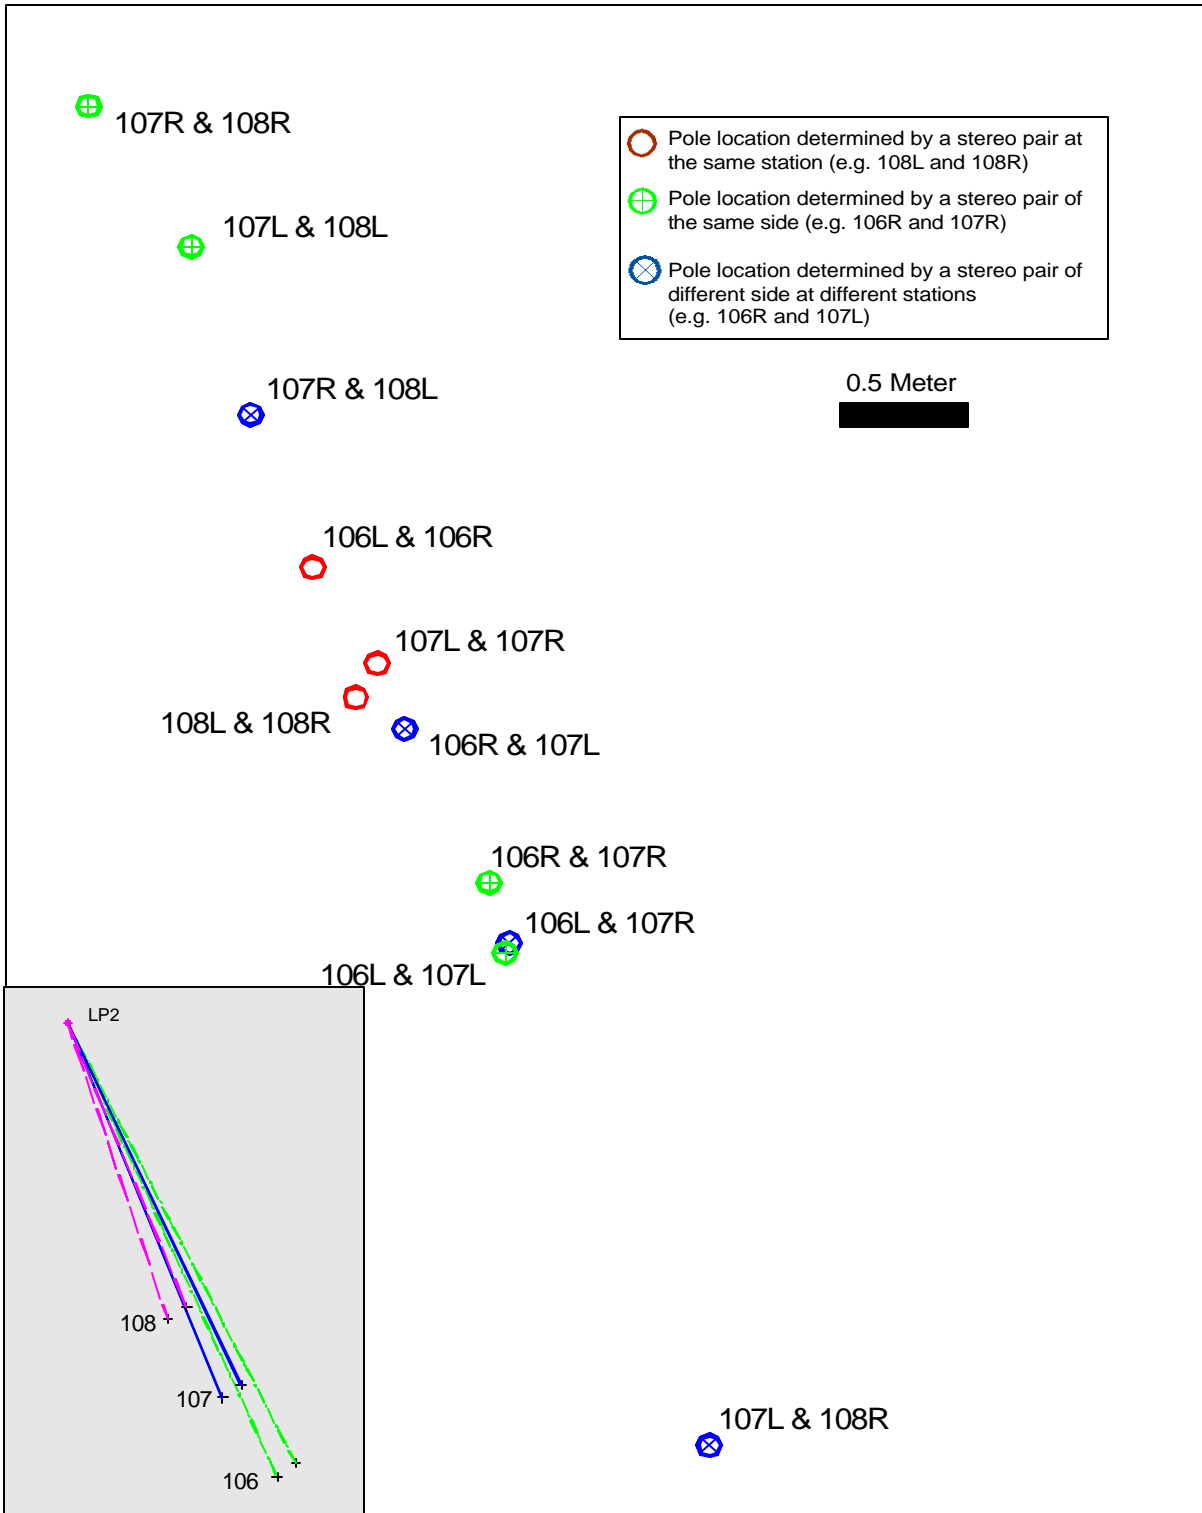 107R & 108R
Pole location determined by a stereo pair at
the same station (e.g. 108L and 108R)
Pole location determined by a stereo pair of
the same side (e.g. 106R and 107R)
Pole location determined by a stereo pair of
different side at different stations
(e.g. 106R and 107L)
107L & 108L
107R & 108L
0.5 Meter
106L & 106R
107L & 107R
108L & 108R
106R & 107L
106R & 107R
106L & 107R
106L & 107L
LP2
108
107
106
107L & 108R